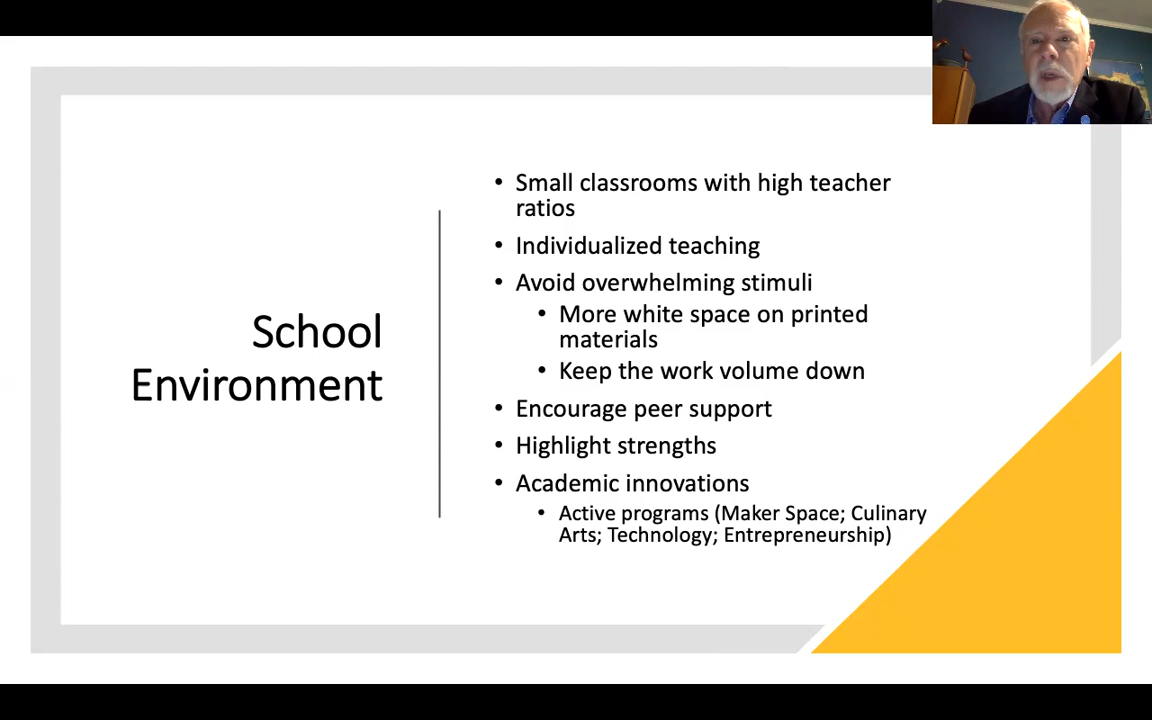 School
Environment
• Small classrooms with high teacher
ratios
• Individualized teaching
• Avoid overwhelming stimuli
• More white space on printed
materials
• Keep the work volume down
• Encourage peer support
• Highlight strengths
• Academic innovations
• Active programs (Maker Space; Culinary
Arts; Technology; Entrepreneurship)